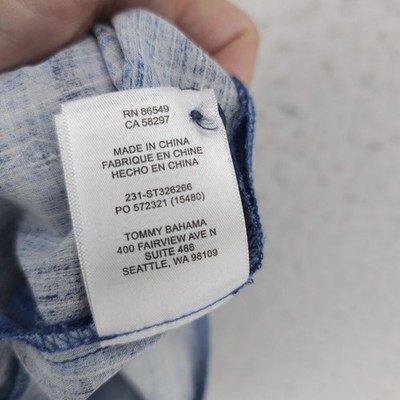 RN 86549
CA 58297
MADE IN CHINA
FABRIQUE EN CHINE
HECHO EN CHINA
231-ST326266
PO 572321 (15480)
TOMMY BAHAMA
400 FAIRVIEW AVE N
SUITE 488
SEATTLE, WA 98109